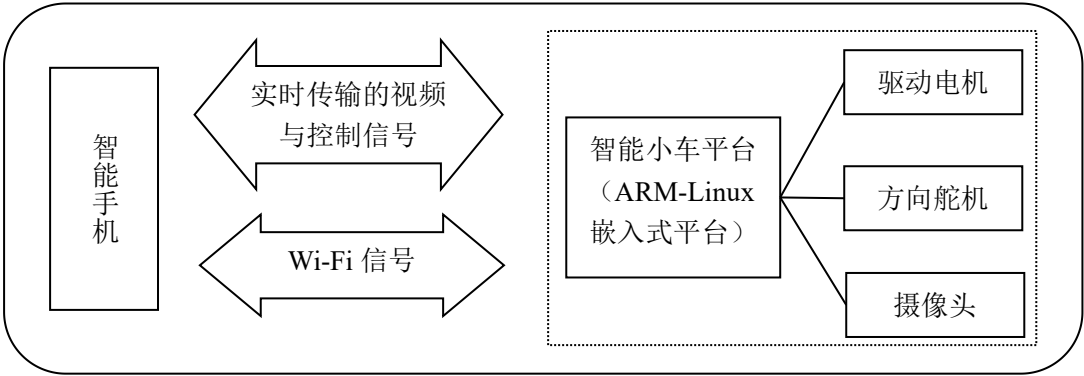 智能手机
实时传输的视频
与控制信号
Wi-Fi 信号
智能小车平台
（ARM-Linux
嵌入式平台）
驱动电机
方向舵机
摄像头